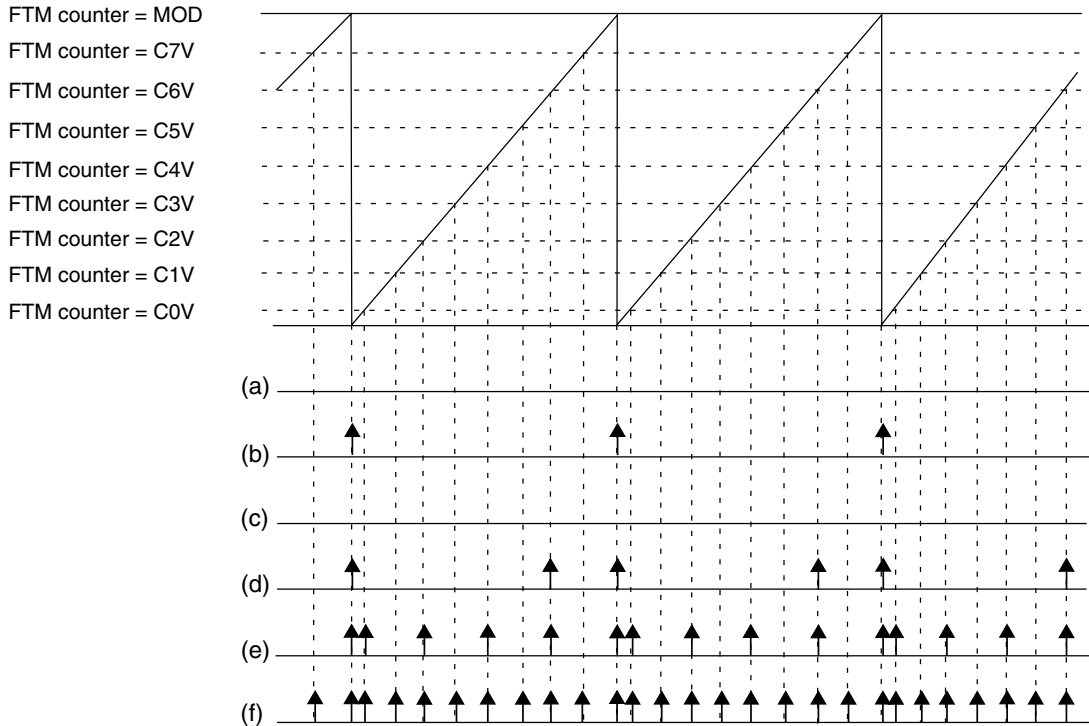 FTM counter = MOD
FTM counter = C7V
FTM counter = C6V
FTM counter = C5V
FTM counter = C4V
FTM counter = C3V
FTM counter = C2V
FTM counter = C1V
FTM counter = C0V
(a)
(b)
(c)
(d)
(e)
(f)